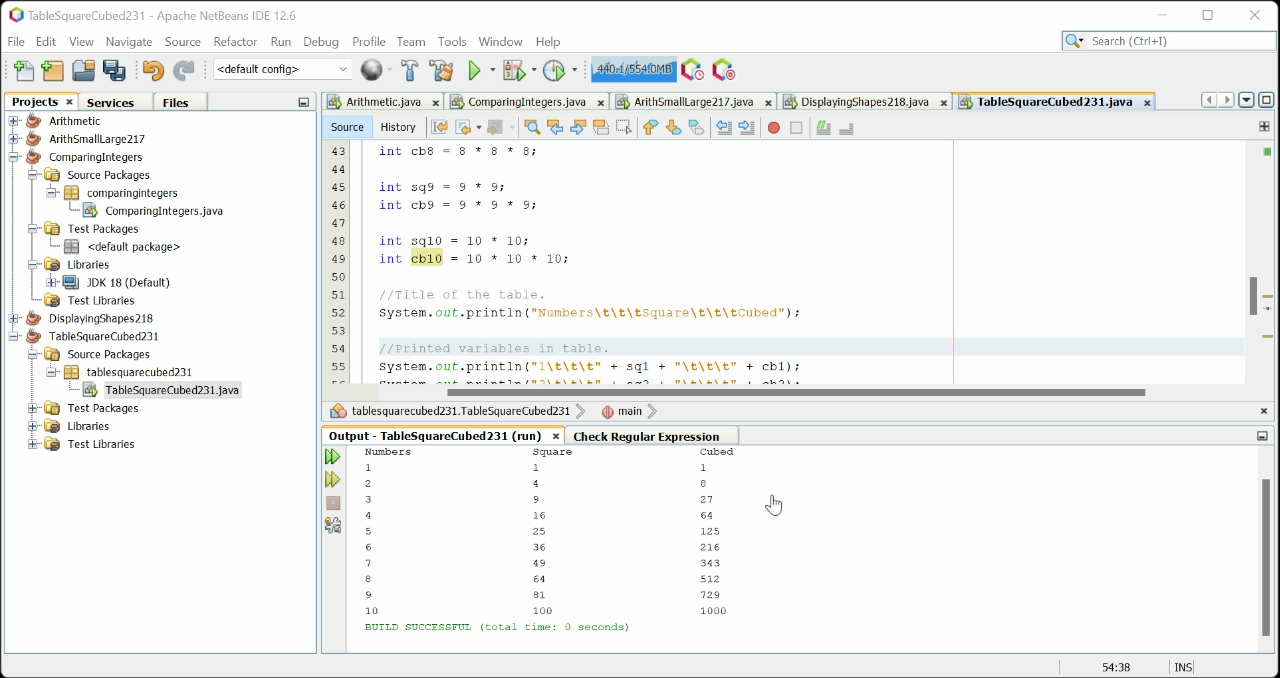 TableSquareCubed231 - Apache NetBeans IDE 12.6
File Edit View Navigate Source Refactor Run Debug Profile Team Tools Window Help
Search (Ctrl+I)
<default config>
440.1/554.0MB
Projects Services Files
Arithmetic
ArithSmallLarge217
ComparingIntegers
Source Packages
comparingintegers
ComparingIntegers.java
Test Packages
<default package>
Libraries
JDK 18 (Default)
Test Libraries
DisplayingShapes218
TableSquareCubed231
Source Packages
tablesquarecubed231
TableSquareCubed231.java
Test Packages
Libraries
Test Libraries
Arithmetic.java ComparingIntegers.java ArithSmallLarge217.java DisplayingShapes218.java TableSquareCubed231.java
Source History
43 int cb8 = 8 * 8 * 8;
44
45 int sq9 = 9 * 9;
46 int cb9 = 9 * 9 * 9;
47
48 int sq10 = 10 * 10;
49 int cb10 = 10 * 10 * 10;
50
51 //Title of the table.
52 System.out.println("Numbers\t\t\tSquare\t\t\tCubed");
53
54 //Printed variables in table.
55 System.out.println("1\t\t\t" + sq1 + "\t\t\t" + cb1);
56 System.out.println("2\t\t\t" + sq2 + "\t\t\t" + cb2);
tablesquarecubed231.TableSquareCubed231 main
Output - TableSquareCubed231 (run) Check Regular Expression
Numbers Square Cubed
1 1 1
2 4 8
3 9 27
4 16 64
5 25 125
6 36 216
7 49 343
8 64 512
9 81 729
10 100 1000
BUILD SUCCESSFUL (total time: 0 seconds)
54:38 INS